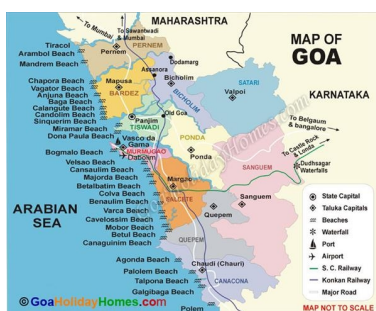 To Mumbai
To Sawantwadi
& Mumbai
MAHARASHTRA
MAP OF
GOA
Tiracol
Arambol Beach
Mandrem Beach
Pernem
PERNEM
Dodamarg
Assanora
Bicholim
BICHOLIM
SATARI
Valpoi
KARNATAKA
Chapora Beach
Vagator Beach
Anjuna Beach
Baga Beach
Calangute Beach
Candolim Beach
Sinquerim Beach
Miramar Beach
Dona Paula Beach
Mapusa
BARDEZ
Panjim
TISWADI
Old Goa
PONDA
Ponda
To Belgaum
& bangalore
To Castle Rock
& Londa
Dudhsagar
Waterfalls
Vasco da
Gama
MURMUGAO
Dabolim
Bogmalo Beach
Velsao Beach
Cansaulim Beach
Majorda Beach
Betalbatim Beach
Colva Beach
Benaulim Beach
Varca Beach
Cavelossim Beach
Mobor Beach
Betul Beach
Canaguinim Beach
Margao
SALCETE
SANGUEM
Sanguem
Quepem
QUEPEM
ARABIAN
SEA
Agonda Beach
Palolem Beach
Talpona Beach
Galgibaga Beach
Polem
Chaudi (Chauri)
CANACONA
State Capital
Taluka Capitals
Beaches
Waterfall
Port
Airport
S. C. Railway
Konkan Railway
Major Road
MAP NOT TO SCALE
© GoaHolidayHomes.com